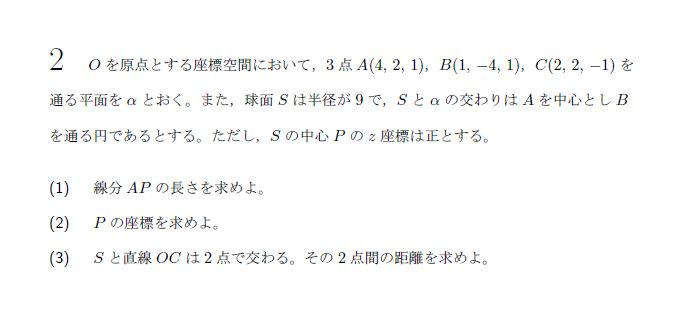 2 Oを原点とする座標空間において，3点 A(4, 2, 1)，B(1, −4, 1)，C(2, 2, −1) を
通る平面を α とおく。また，球面 S は半径が 9 で，S と α の交わりは A を中心とし B
を通る円であるとする。ただし，S の中心 P の z 座標は正とする。
(1) 線分 AP の長さを求めよ。
(2) P の座標を求めよ。
(3) S と直線 OC は 2 点で交わる。その 2 点間の距離を求めよ。